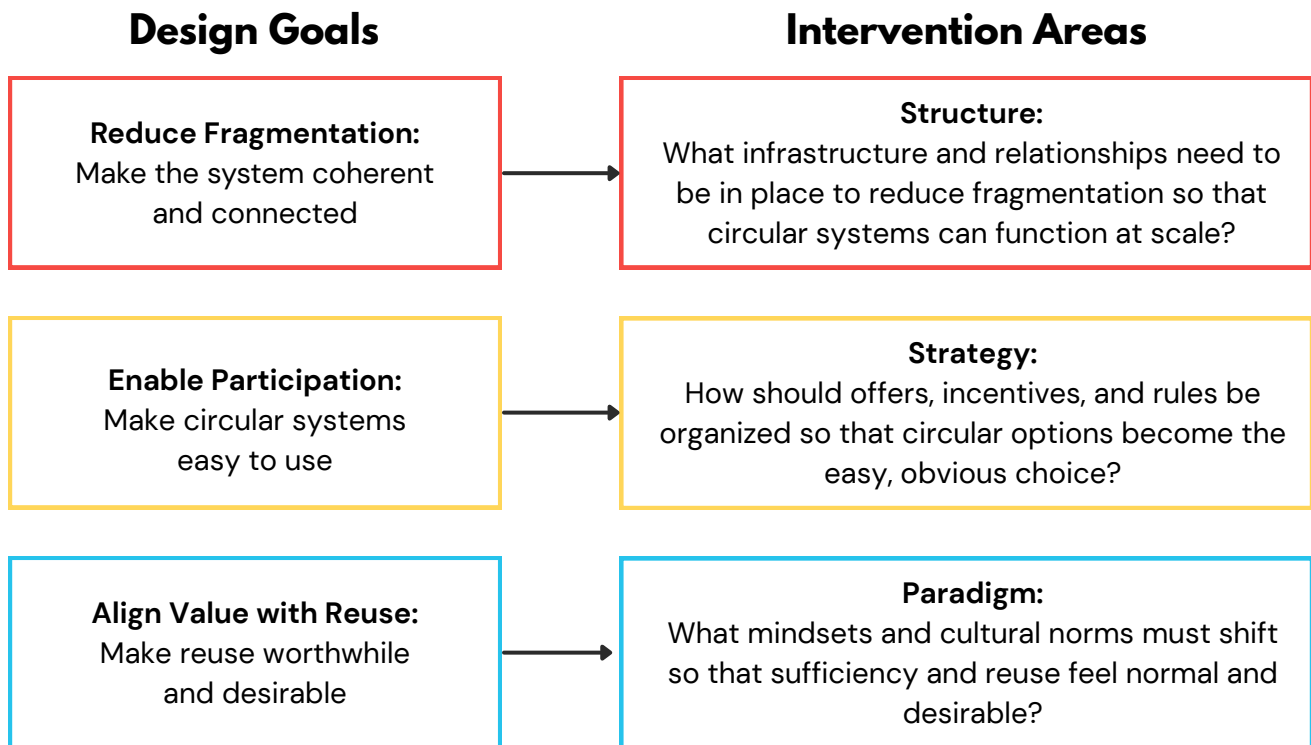 Design Goals
Intervention Areas
Reduce Fragmentation:
Make the system coherent
and connected
Structure:
What infrastructure and relationships need to
be in place to reduce fragmentation so that
circular systems can function at scale?
Enable Participation:
Make circular systems
easy to use
Strategy:
How should offers, incentives, and rules be
organized so that circular options become the
easy, obvious choice?
Align Value with Reuse:
Make reuse worthwhile
and desirable
Paradigm:
What mindsets and cultural norms must shift
so that sufficiency and reuse feel normal and
desirable?